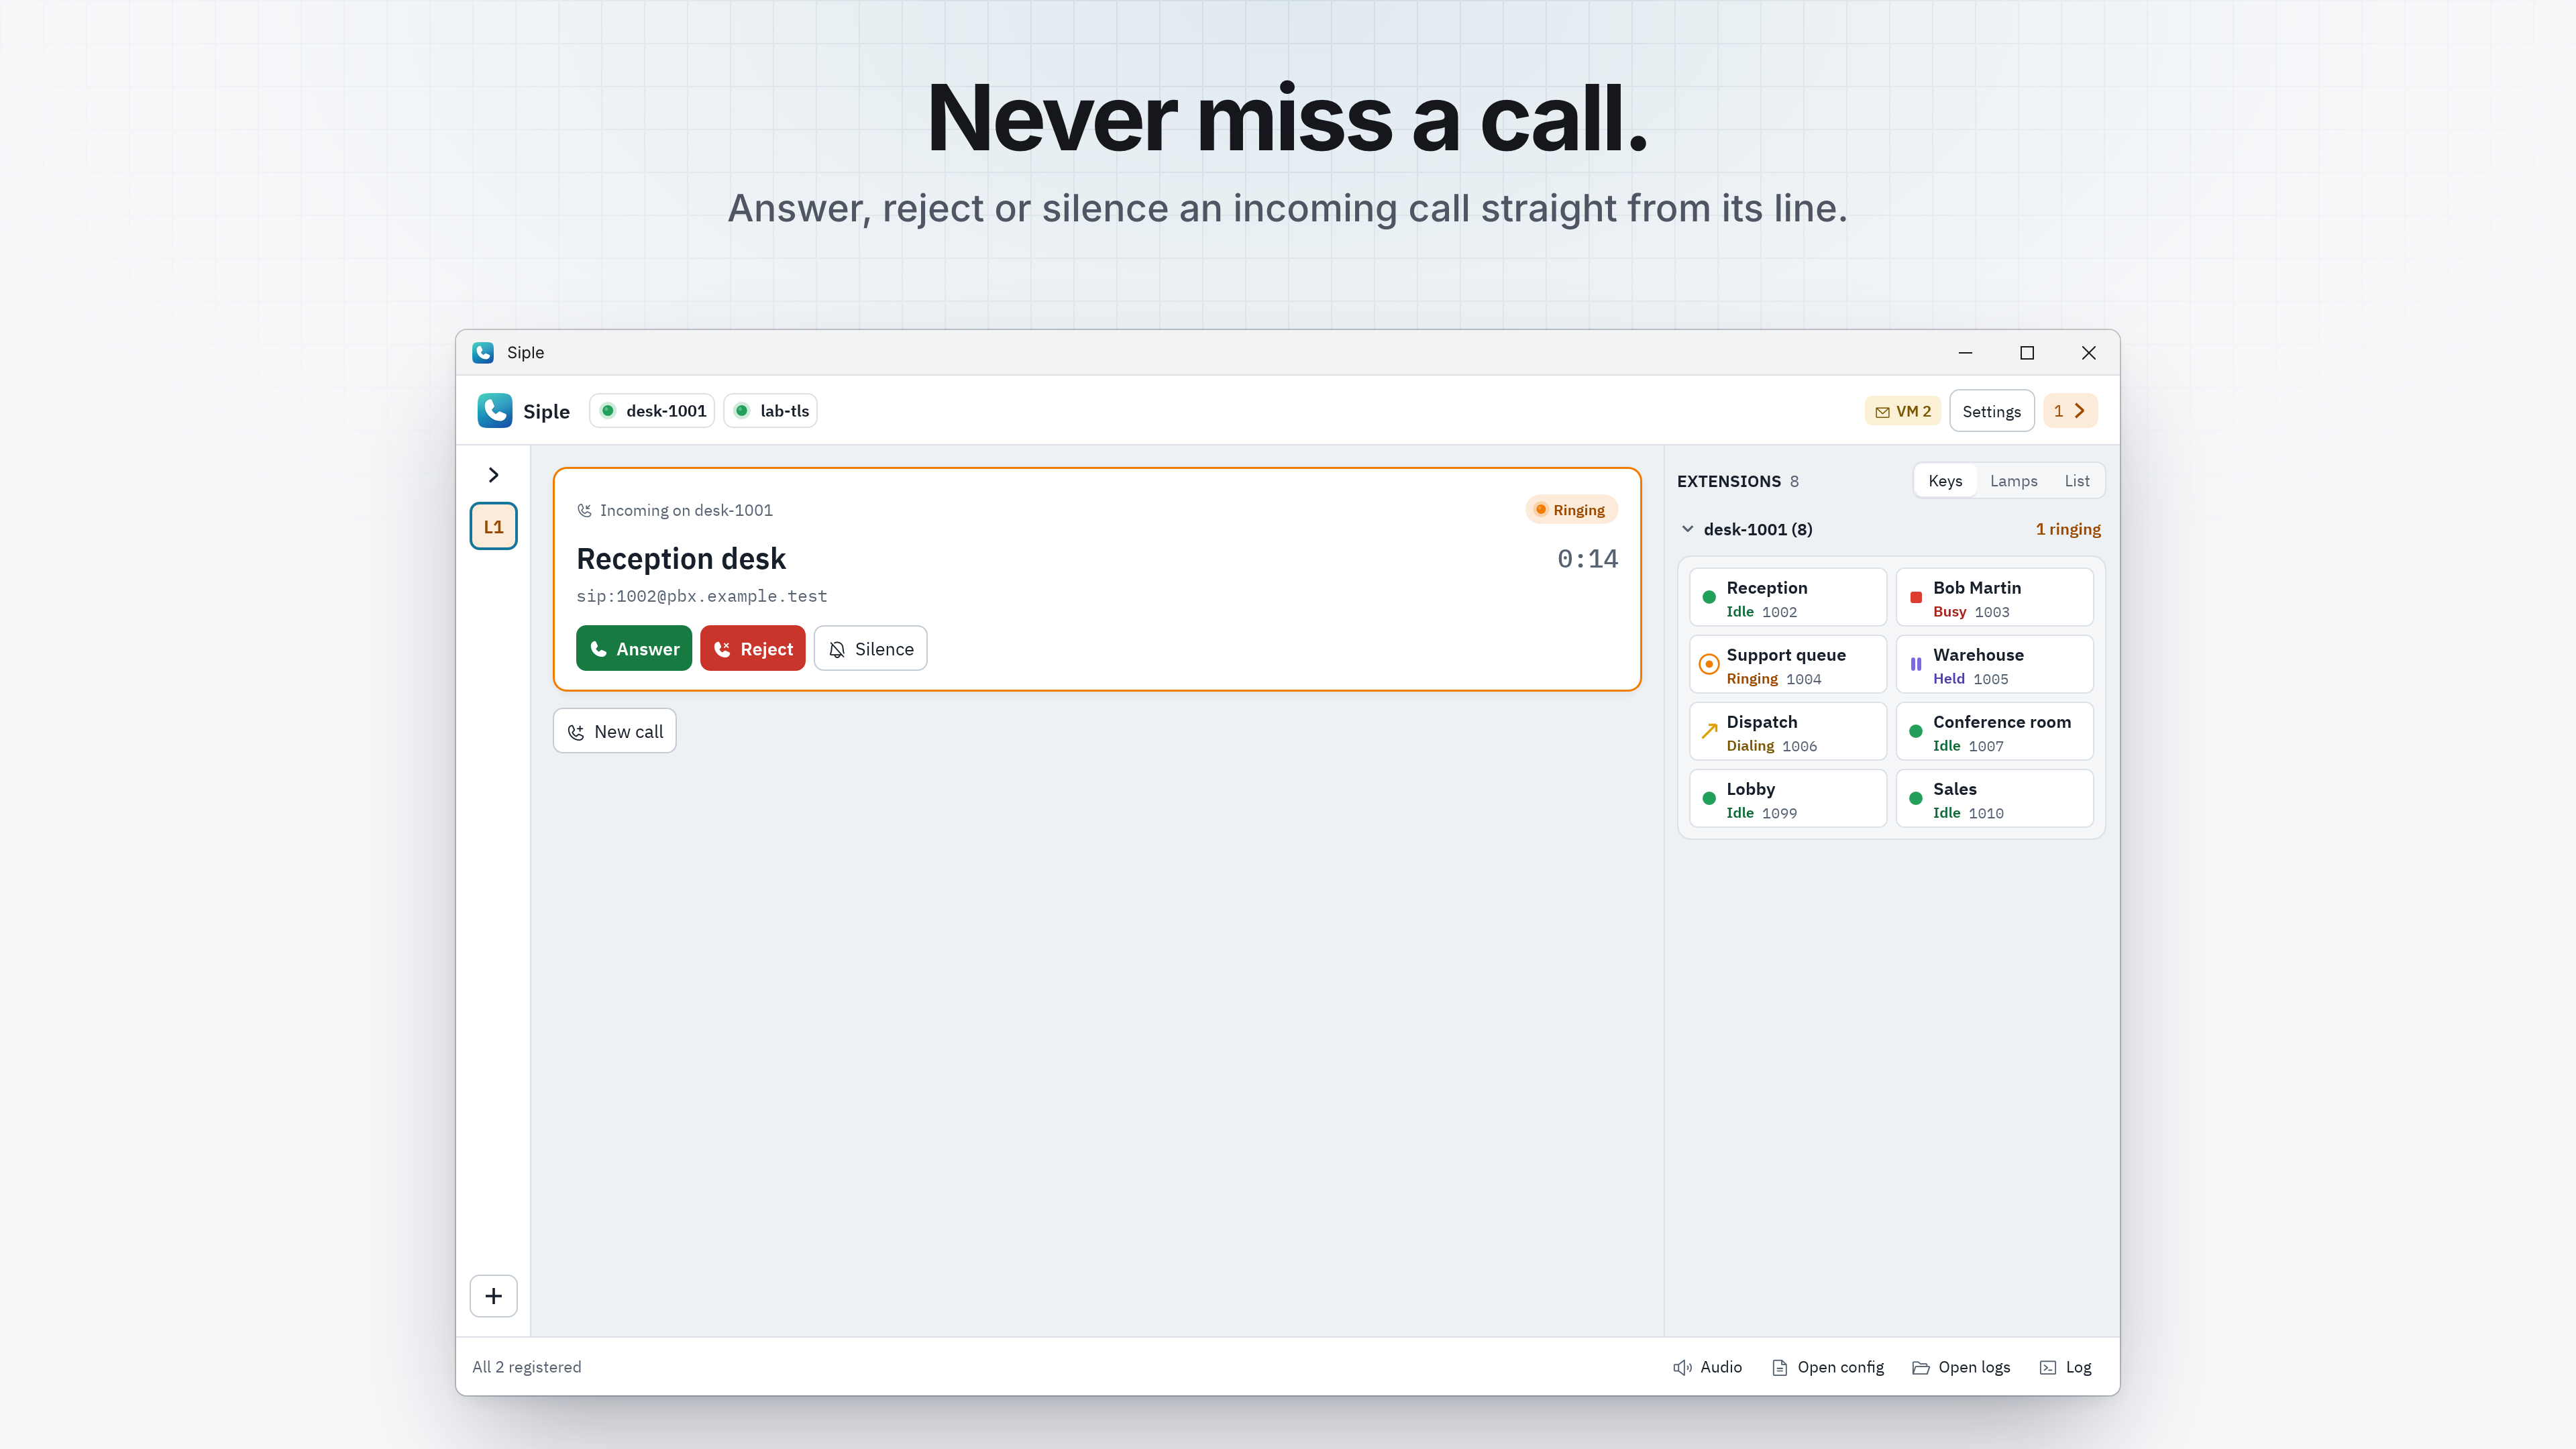 Never miss a call.
Answer, reject or silence an incoming call straight from its line.
Siple
Siple
desk-1001
lab-tls
VM 2
Settings
1
L1
Incoming on desk-1001
Ringing
Reception desk
0:14
sip:1002@pbx.example.test
Answer
Reject
Silence
New call
EXTENSIONS 8
Keys
Lamps
List
desk-1001 (8)
1 ringing
Reception
Idle 1002
Bob Martin
Busy 1003
Support queue
Ringing 1004
Warehouse
Held 1005
Dispatch
Dialing 1006
Conference room
Idle 1007
Lobby
Idle 1099
Sales
Idle 1010
All 2 registered
Audio
Open config
Open logs
Log